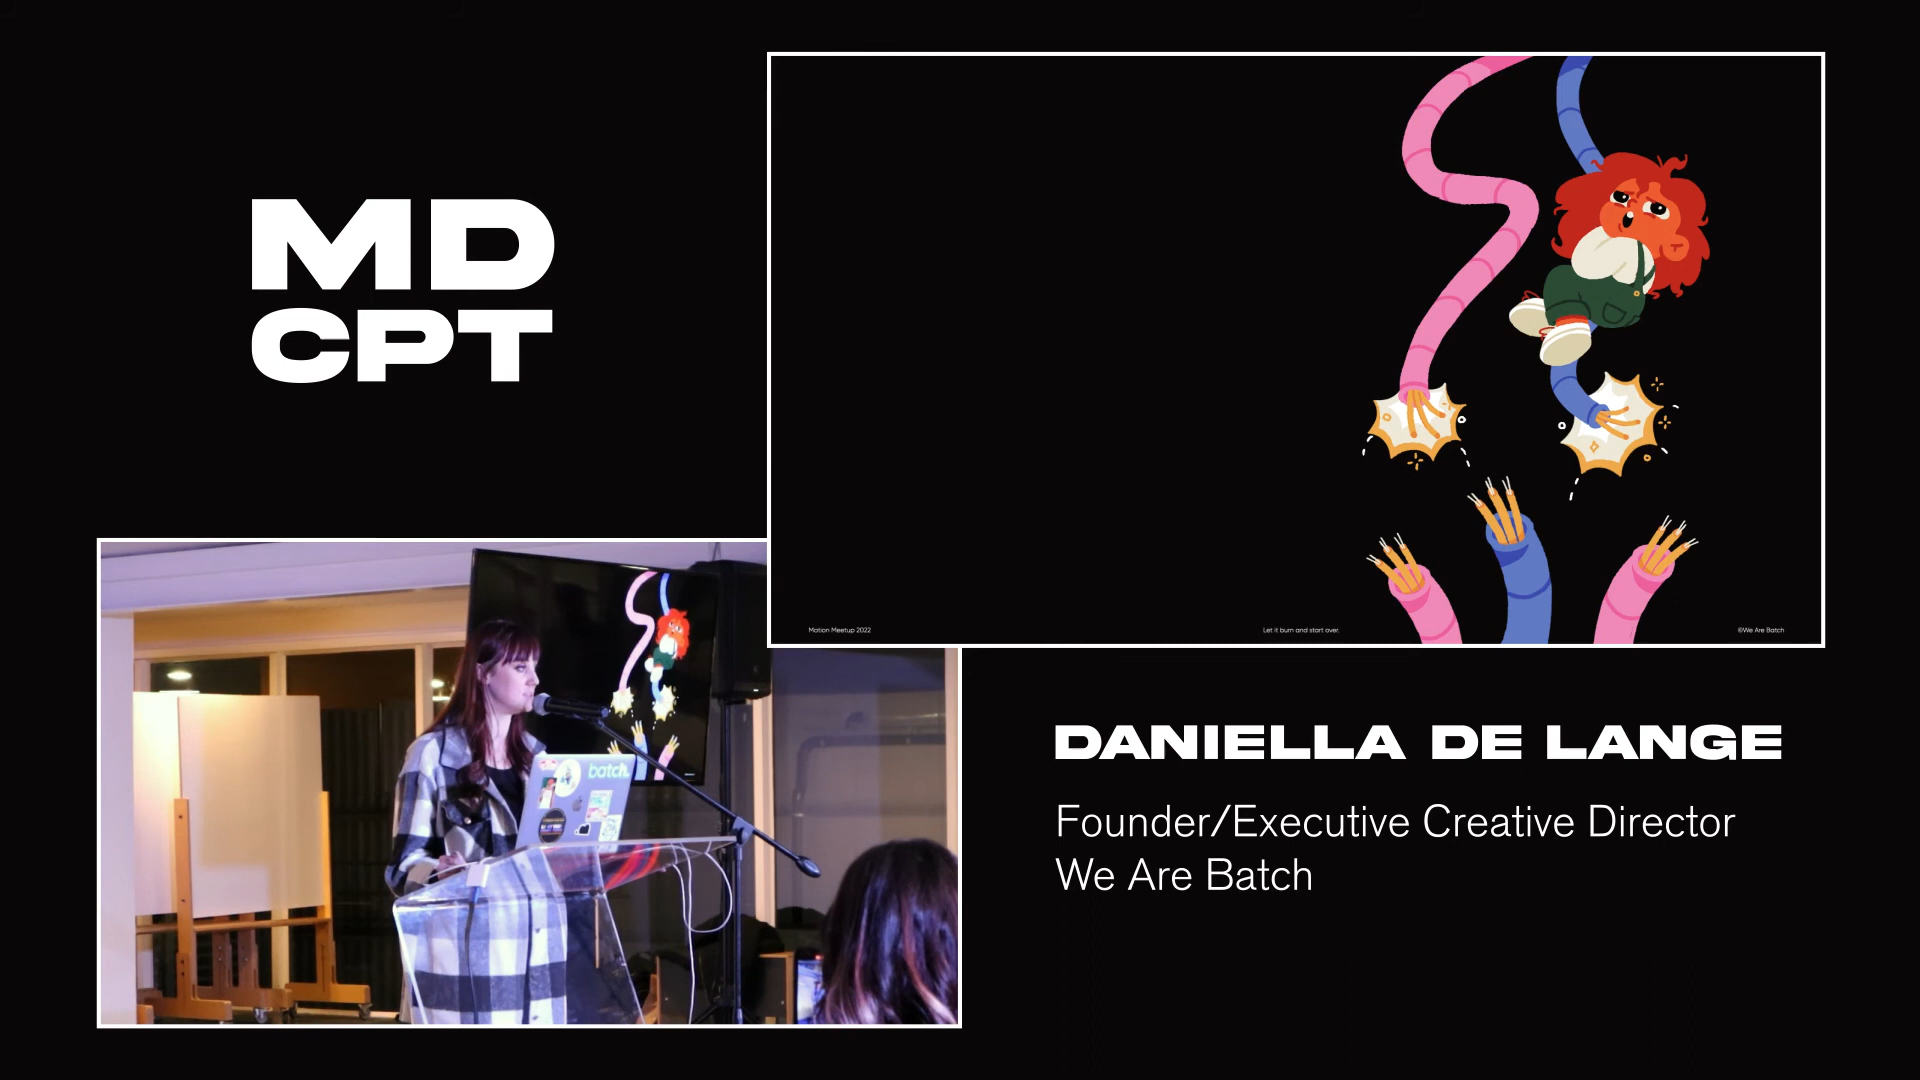 MD
CPT
Motion Meetup 2022
Let it burn and start over.
©We Are Batch
batch.
DANIELLA DE LANGE
Founder/Executive Creative Director
We Are Batch